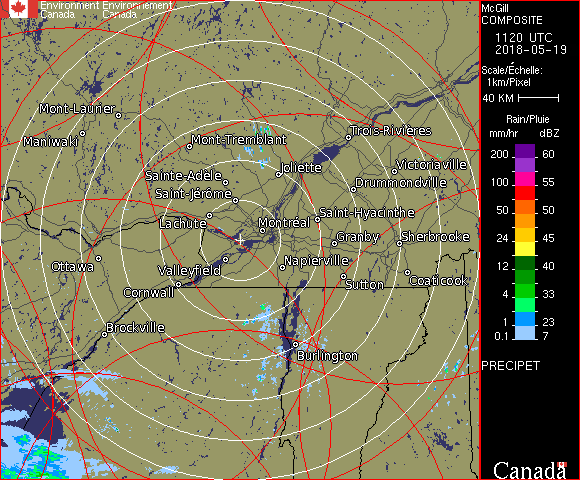 Environment Environnement
Canada Canada
McGill
COMPOSITE
1120 UTC
2018-05-19
Scale/Échelle:
1km/Pixel
40 KM
Rain/Pluie
mm/hr dBZ
200 60
155
100 55
50 50
24 45
12 40
4 33
1 23
0.1 7
PRECIPET
Canada
Mont-Laurier
Maniwaki
Mont-Tremblant
Trois-Rivières
Sainte-Adèle
Joliette
Victoriaville
Saint-Jérôme
Drummondville
Lachute
Montréal
Saint-Hyacinthe
Granby
Sherbrooke
Ottawa
Valleyfield
Napierville
Cornwall
Sutton
Coaticook
Brockville
Burlington